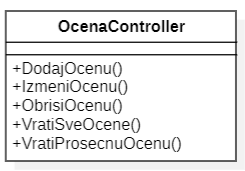 OcenaController
+DodajOcenu()
+IzmeniOcenu()
+ObrisiOcenu()
+VratiSveOcene()
+VratiProsecnuOcenu()